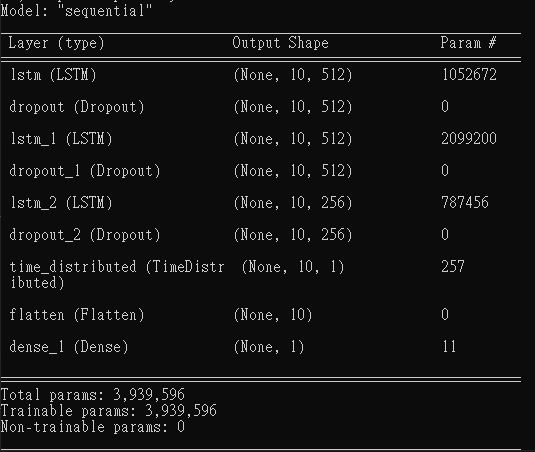 Model: "sequential"
Layer (type) Output Shape Param #
lstm (LSTM) (None, 10, 512) 1052672
dropout (Dropout) (None, 10, 512) 0
lstm_1 (LSTM) (None, 10, 512) 2099200
dropout_1 (Dropout) (None, 10, 512) 0
lstm_2 (LSTM) (None, 10, 256) 787456
dropout_2 (Dropout) (None, 10, 256) 0
time_distributed (TimeDistr (None, 10, 1) 257
ibuted)
flatten (Flatten) (None, 10) 0
dense_1 (Dense) (None, 1) 11
Total params: 3,939,596
Trainable params: 3,939,596
Non-trainable params: 0